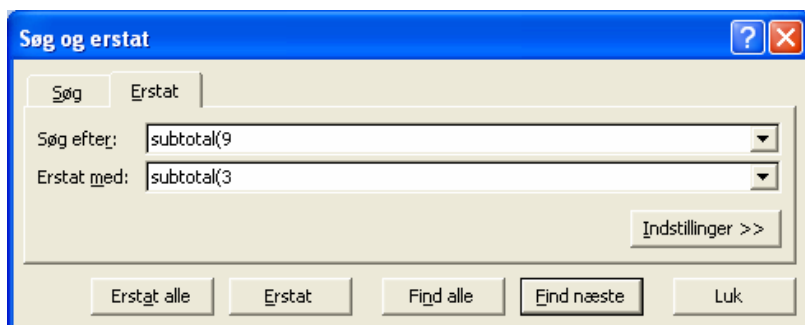 Søg og erstat
Søg Erstat
Søg efter: subtotal(9
Erstat med: subtotal(3
Indstillinger >>
Erstat alle Erstat Find alle Find næste Luk